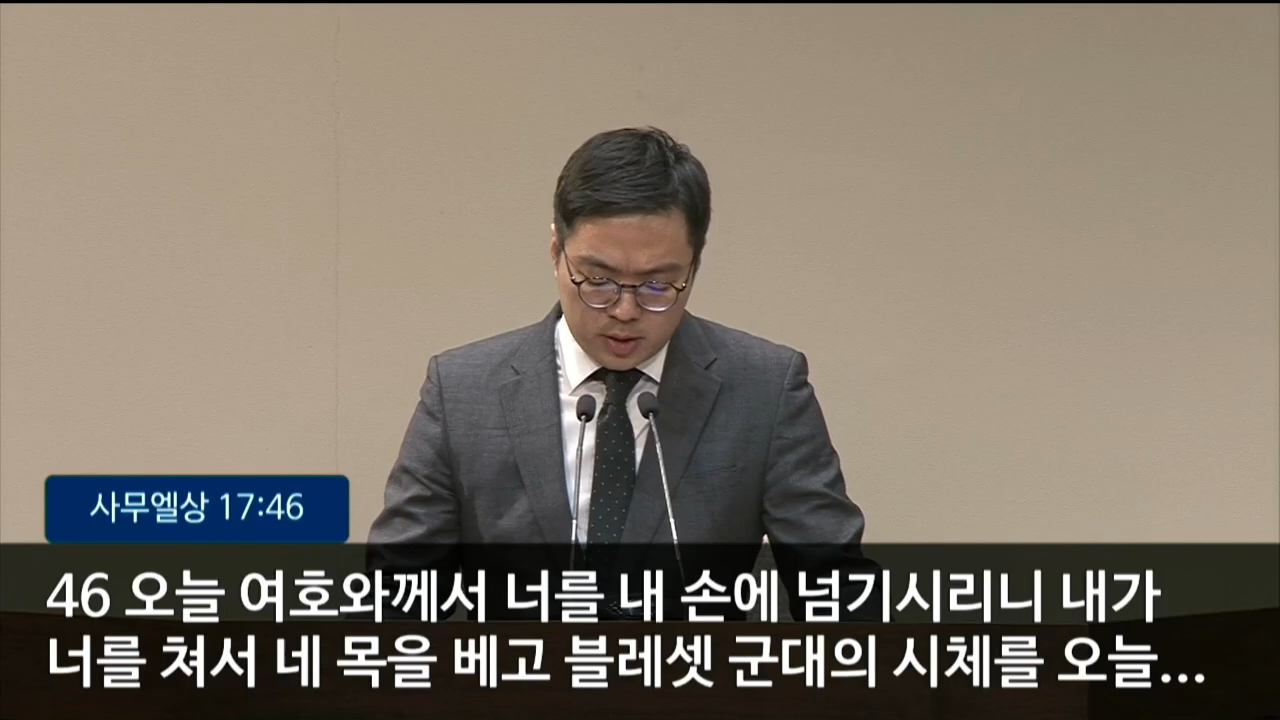 사무엘상 17:46
46 오늘 여호와께서 너를 내 손에 넘기시리니 내가
너를 쳐서 네 목을 베고 블레셋 군대의 시체를 오늘...